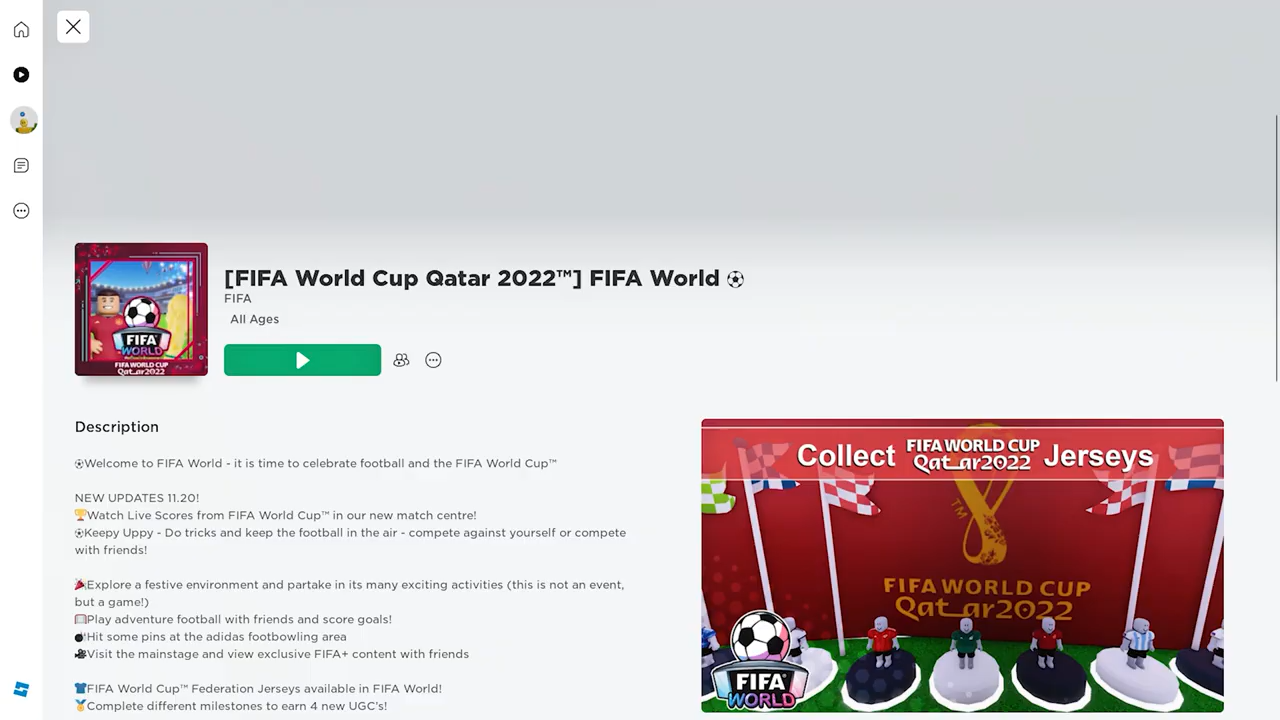 [FIFA World Cup Qatar 2022™] FIFA World
FIFA
All Ages
FIFA
WORLD
FIFA WORLD CUP
Qatar2022
Description
⚽Welcome to FIFA World - it is time to celebrate football and the FIFA World Cup™
NEW UPDATES 11.20!
🏆Watch Live Scores from FIFA World Cup™ in our new match centre!
⚽Keepy Uppy - Do tricks and keep the football in the air - compete against yourself or compete
with friends!
🎉Explore a festive environment and partake in its many exciting activities (this is not an event,
but a game!)
🥅Play adventure football with friends and score goals!
🎳Hit some pins at the adidas footbowling area
🎥Visit the mainstage and view exclusive FIFA+ content with friends
👕FIFA World Cup™ Federation Jerseys available in FIFA World!
🏅Complete different milestones to earn 4 new UGC's!
Collect FIFA WORLD CUP Qatar2022 Jerseys
TM
FIFA WORLD CUP
Qatar2022
FIFA
WORLD